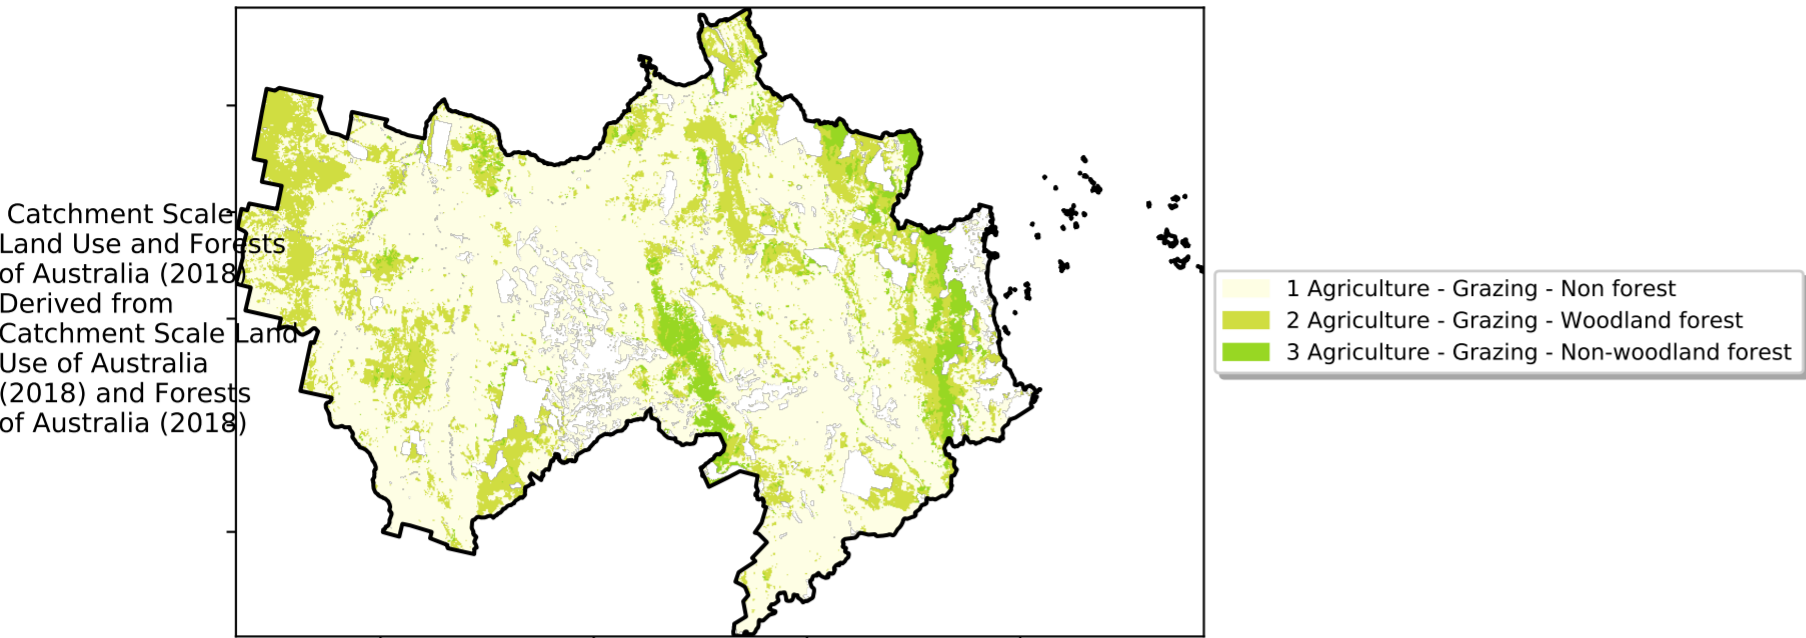 Catchment Scale
Land Use and Forests
of Australia (2018)
Derived from
Catchment Scale Land
Use of Australia
(2018) and Forests
of Australia (2018)
1 Agriculture - Grazing - Non forest
2 Agriculture - Grazing - Woodland forest
3 Agriculture - Grazing - Non-woodland forest